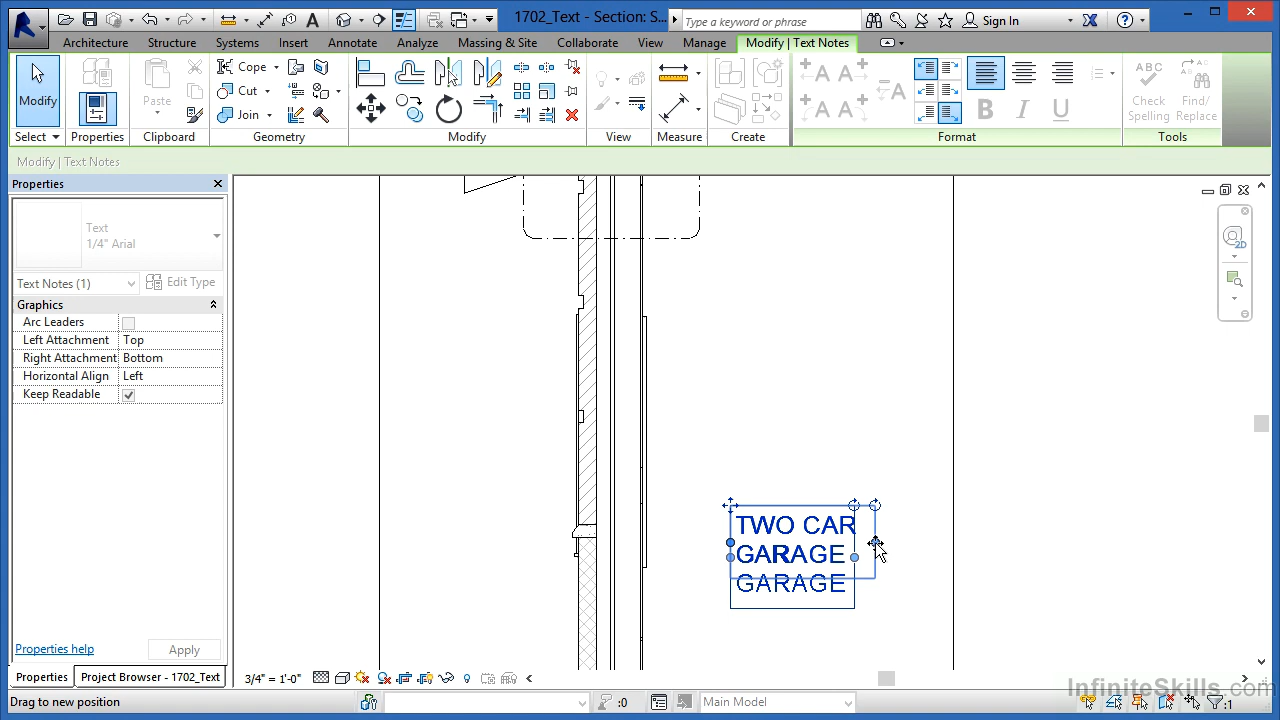 1702_Text - Section: S...
Type a keyword or phrase
Sign In
Architecture Structure Systems Insert Annotate Analyze Massing & Site Collaborate View Manage Modify | Text Notes
Modify
Cope
Cut
Join
Paste
Check
Spelling
Find/
Replace
Select Properties Clipboard Geometry Modify View Measure Create Format Tools
Modify | Text Notes
Properties
Text
1/4" Arial
Text Notes (1)
Edit Type
Graphics
Arc Leaders
Left Attachment Top
Right Attachment Bottom
Horizontal Align Left
Keep Readable
2D
TWO CAR
GARAGE
GARAGE
Properties help
Apply
Properties
Project Browser - 1702_Text
3/4" = 1'-0"
Drag to new position
:0
Main Model
:1
InfiniteSkills.com